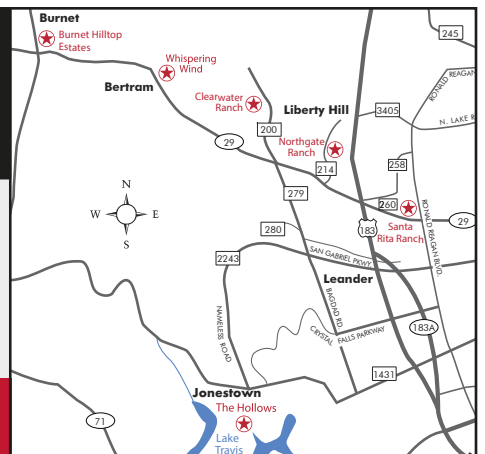 Burnet
Burnet Hilltop
Estates
245
Whispering
Wind
Bertram
RONALD REAGAN
Clearwater
Ranch
Liberty Hill
3405
N. LAKE
200
29
Northgate
Ranch
258
214
279
260
N
W
E
S
Santa
Rita Ranch
29
280
183
RONALD REAGAN BLVD.
2243
SAN GABRIEL PKWY.
Leander
BAGDAD RD.
NAMELESS ROAD
CRYSTAL FALLS PARKWAY
183A
1431
Jonestown
The Hollows
71
Lake
Travis